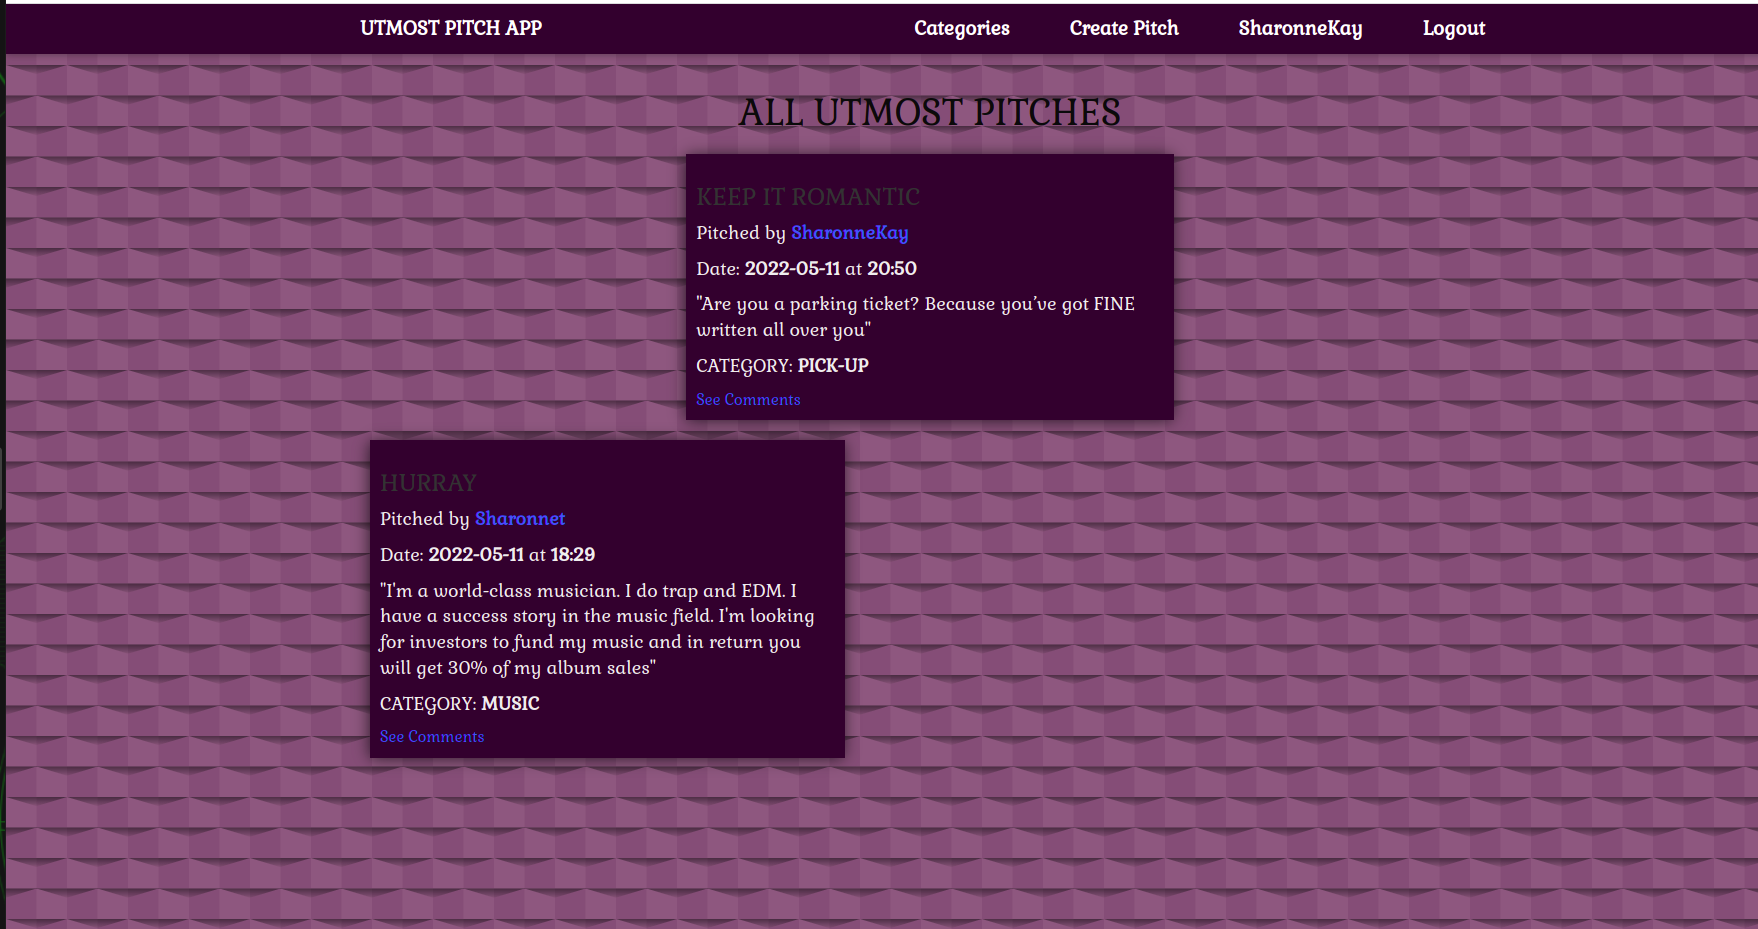 UTMOST PITCH APP Categories Create Pitch SharonneKay Logout
ALL UTMOST PITCHES
KEEP IT ROMANTIC
Pitched by SharonneKay
Date: 2022-05-11 at 20:50
"Are you a parking ticket? Because you’ve got FINE
written all over you"
CATEGORY: PICK-UP
See Comments
HURRAY
Pitched by Sharonnet
Date: 2022-05-11 at 18:29
"I'm a world-class musician. I do trap and EDM. I
have a success story in the music field. I'm looking
for investors to fund my music and in return you
will get 30% of my album sales"
CATEGORY: MUSIC
See Comments